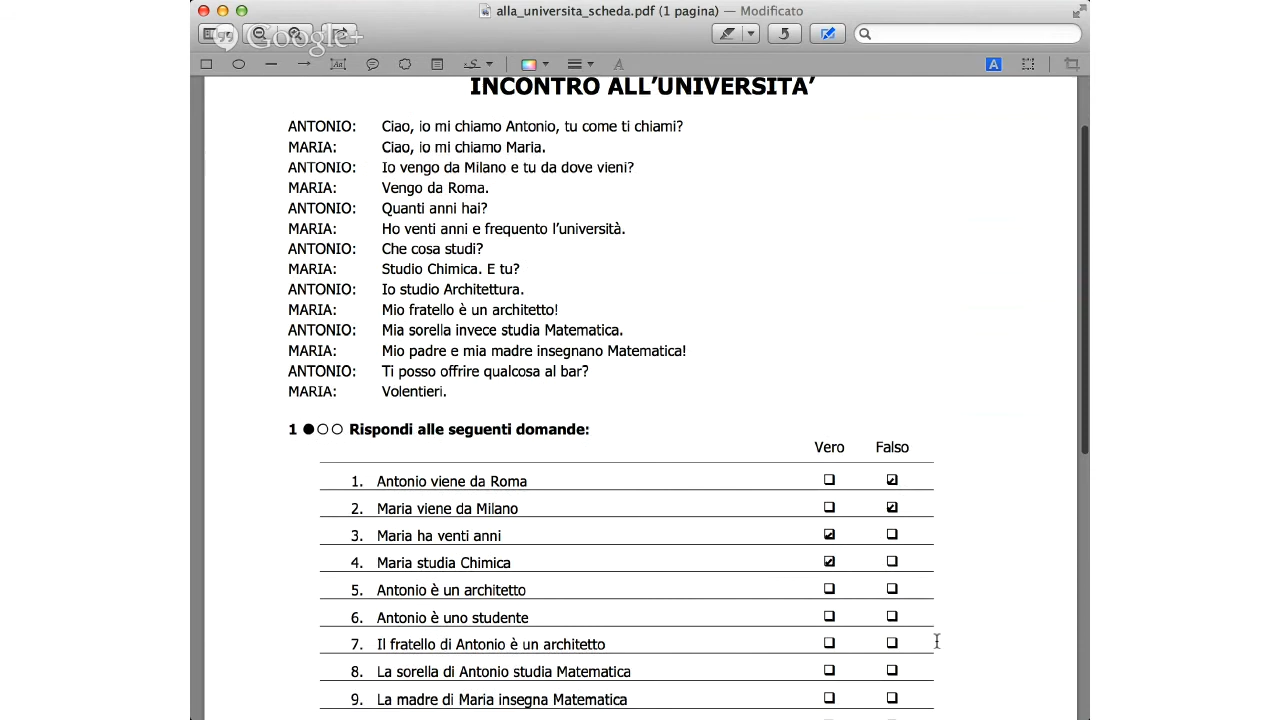 alla_universita_scheda.pdf (1 pagina) — Modificato
Google+
INCONTRO ALL'UNIVERSITA'
ANTONIO: Ciao, io mi chiamo Antonio, tu come ti chiami?
MARIA: Ciao, io mi chiamo Maria.
ANTONIO: Io vengo da Milano e tu da dove vieni?
MARIA: Vengo da Roma.
ANTONIO: Quanti anni hai?
MARIA: Ho venti anni e frequento l'università.
ANTONIO: Che cosa studi?
MARIA: Studio Chimica. E tu?
ANTONIO: Io studio Architettura.
MARIA: Mio fratello è un architetto!
ANTONIO: Mia sorella invece studia Matematica.
MARIA: Mio padre e mia madre insegnano Matematica!
ANTONIO: Ti posso offrire qualcosa al bar?
MARIA: Volentieri.
1 ●○○ Rispondi alle seguenti domande:
Vero Falso
1. Antonio viene da Roma
2. Maria viene da Milano
3. Maria ha venti anni
4. Maria studia Chimica
5. Antonio è un architetto
6. Antonio è uno studente
7. Il fratello di Antonio è un architetto
8. La sorella di Antonio studia Matematica
9. La madre di Maria insegna Matematica